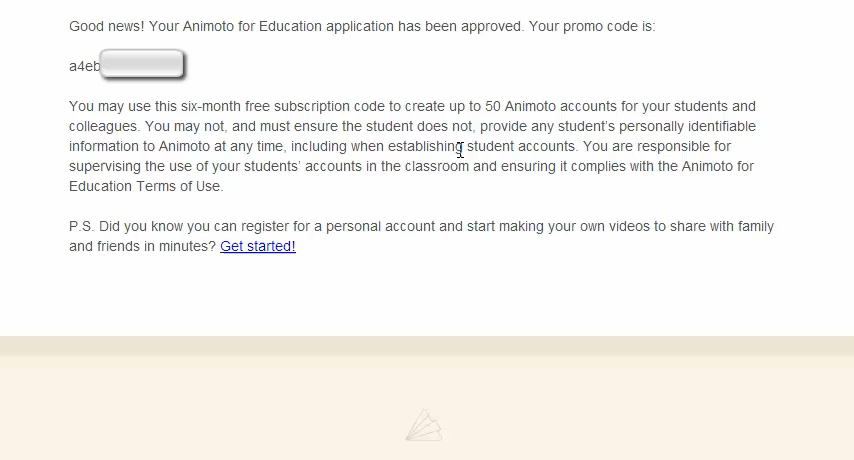 Good news! Your Animoto for Education application has been approved. Your promo code is:
a4eb
You may use this six-month free subscription code to create up to 50 Animoto accounts for your students and
colleagues. You may not, and must ensure the student does not, provide any student's personally identifiable
information to Animoto at any time, including when establishing student accounts. You are responsible for
supervising the use of your students' accounts in the classroom and ensuring it complies with the Animoto for
Education Terms of Use.
P.S. Did you know you can register for a personal account and start making your own videos to share with family
and friends in minutes? Get started!